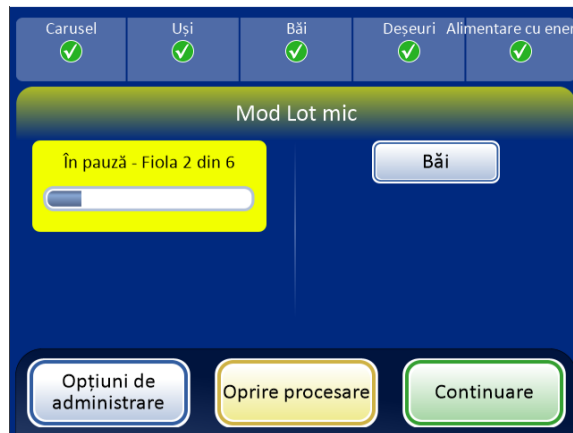 Carusel Uși Băi Deșeuri Alimentare cu ener
Mod Lot mic
În pauză - Fiola 2 din 6
Băi
Opțiuni de
administrare
Oprire procesare
Continuare